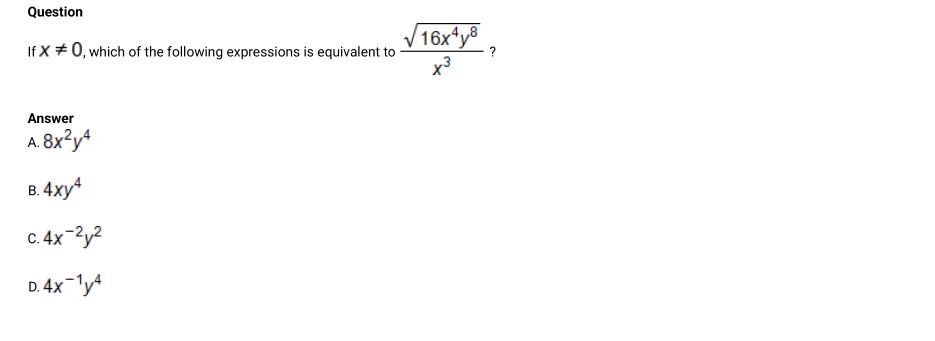 Question
If x ≠ 0, which of the following expressions is equivalent to √(16x⁴y⁸) / x³ ?
Answer
A. 8x²y⁴
B. 4xy⁴
C. 4x⁻²y²
D. 4x⁻¹y⁴